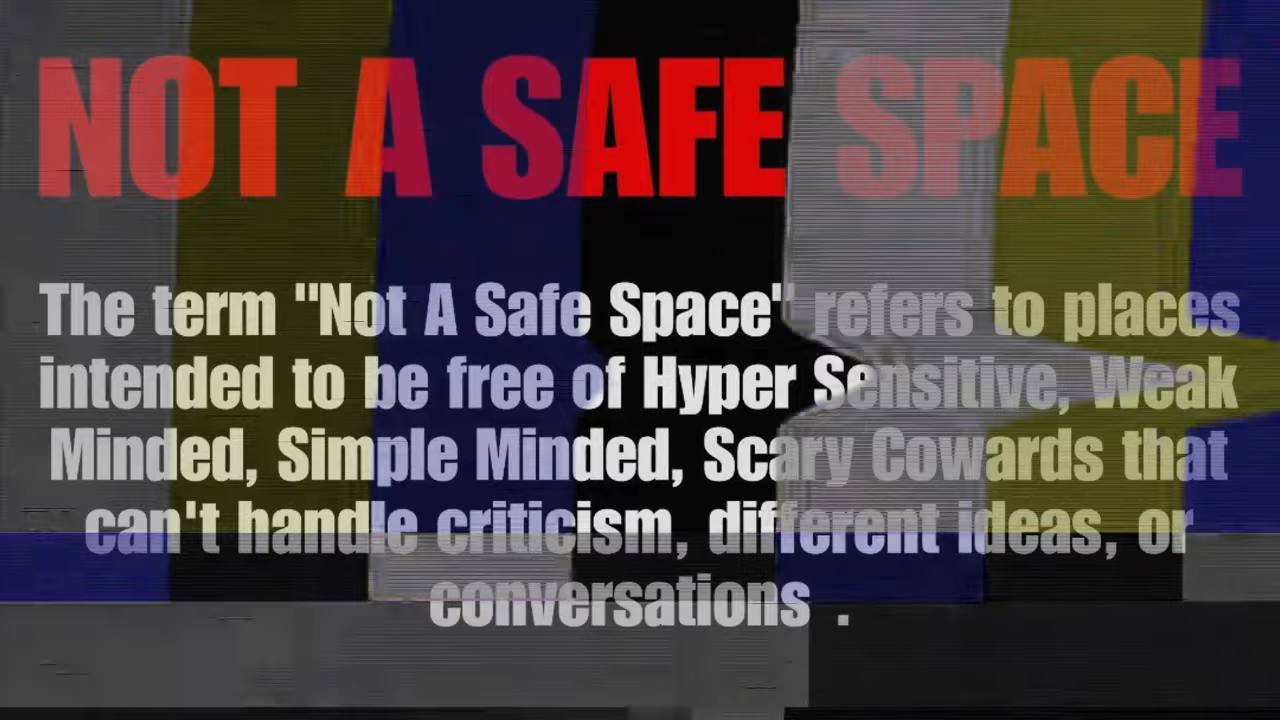 NOT A SAFE SPACE
The term "Not A Safe Space" refers to places
intended to be free of Hyper Sensitive, Weak
Minded, Simple Minded, Scary Cowards that
can't handle criticism, different ideas, or
conversations .